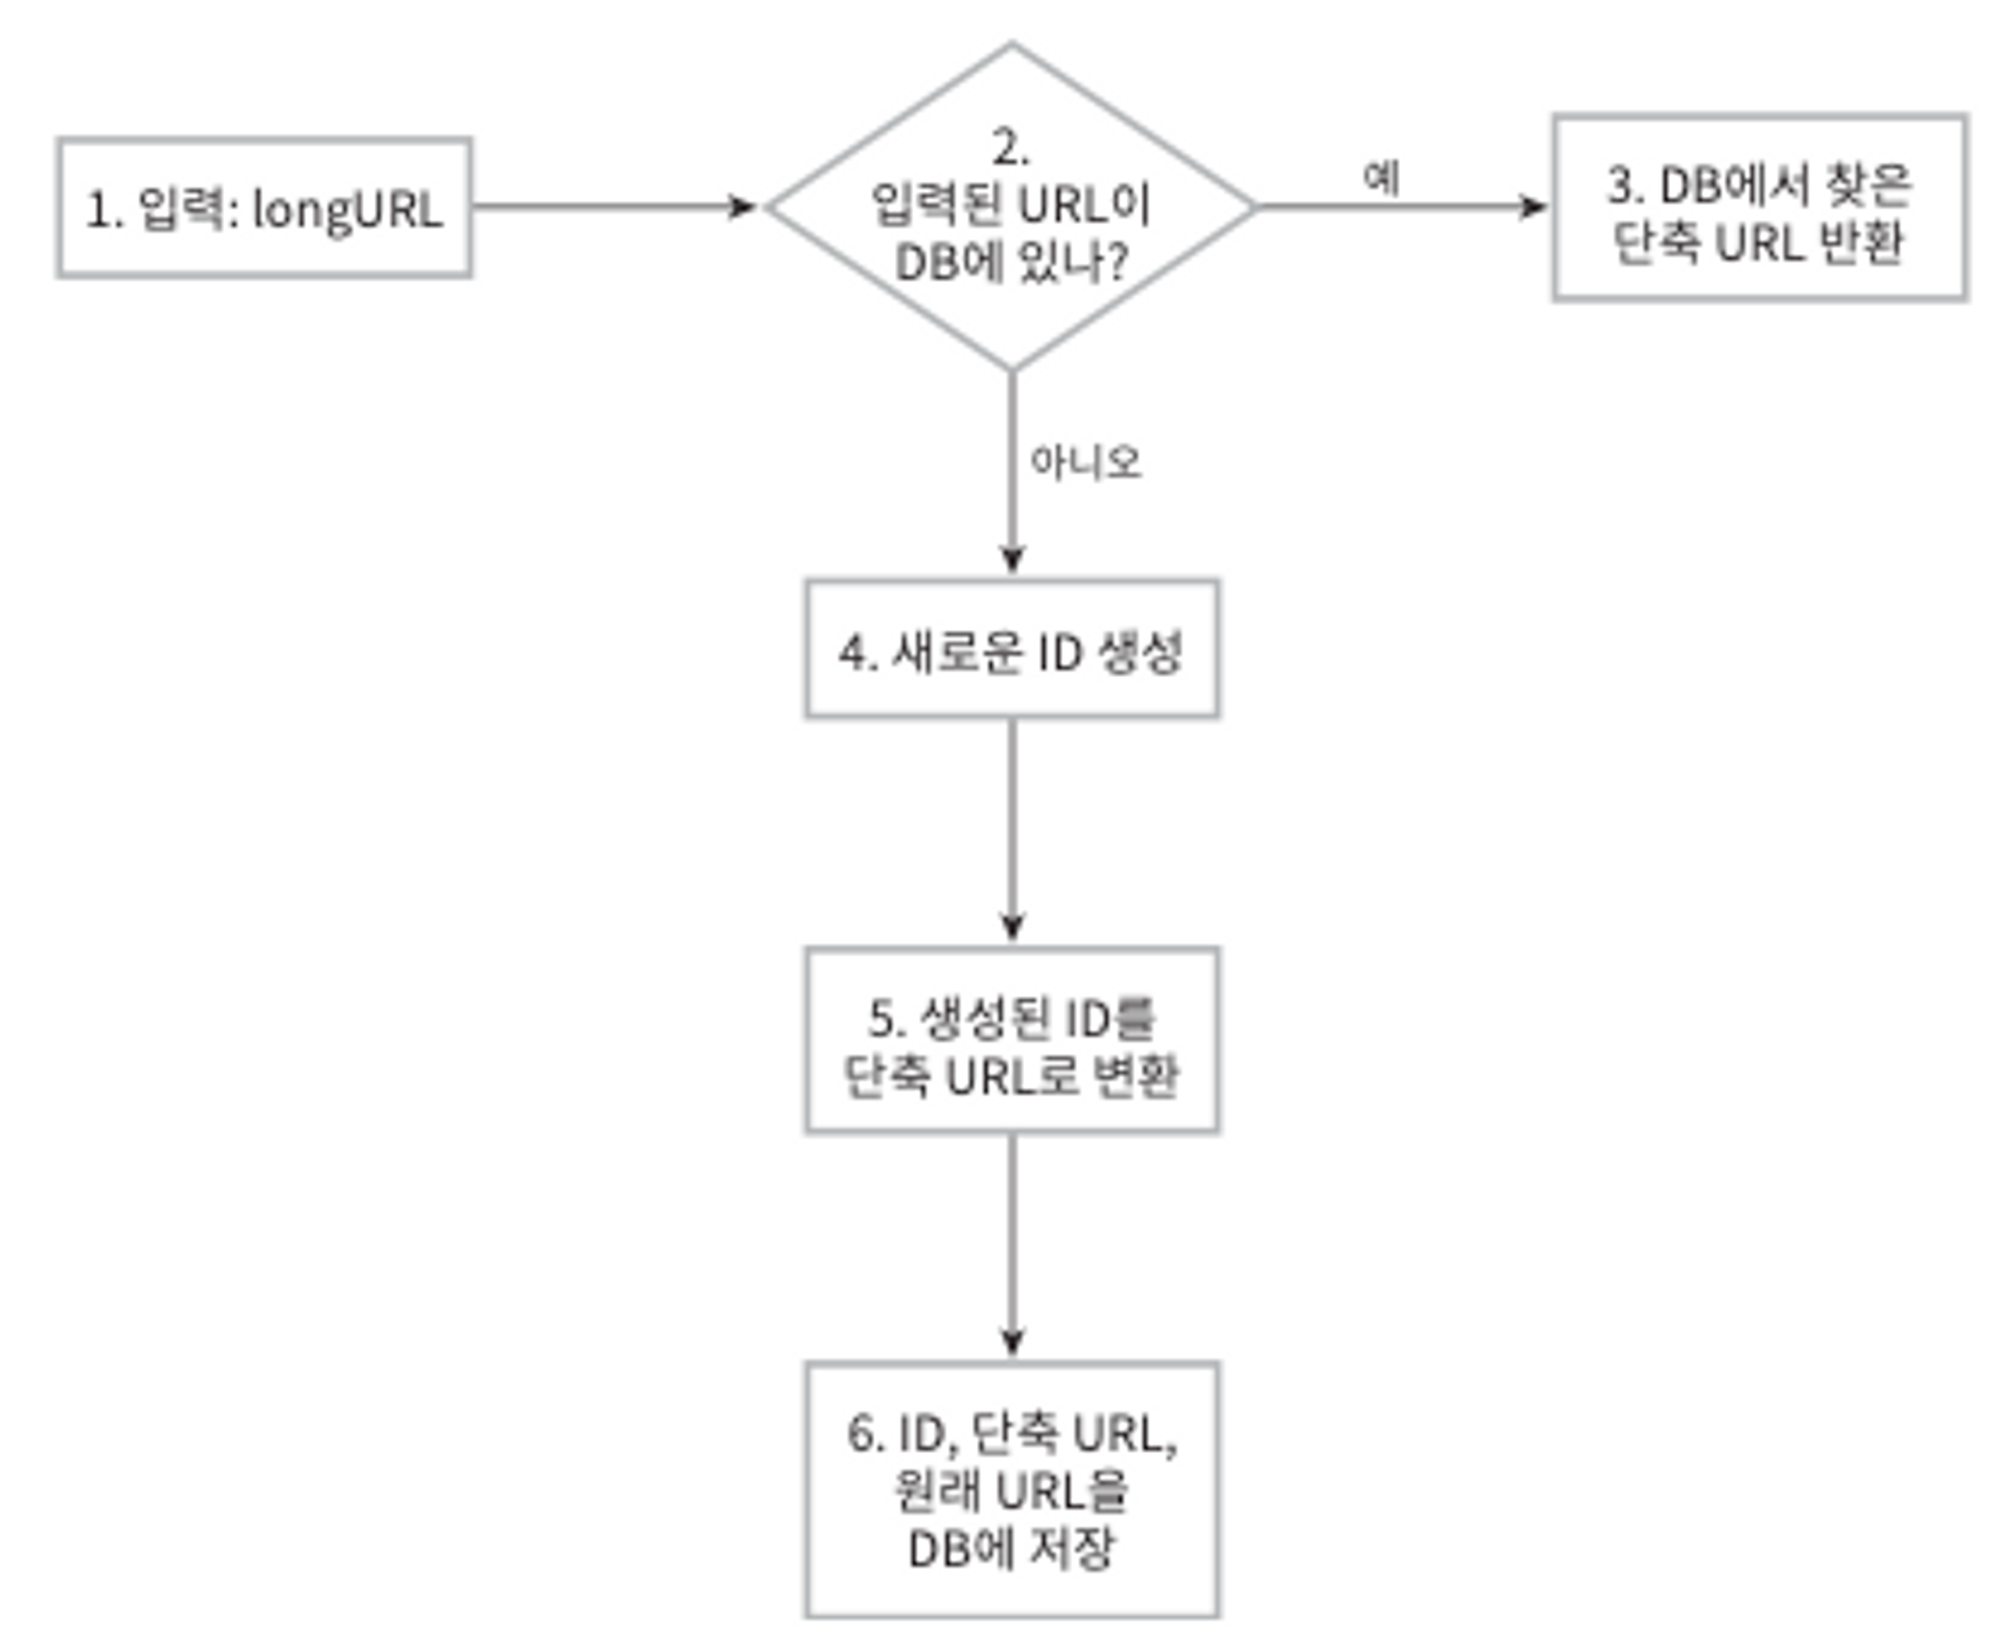 1. 입력: longURL
2.
입력된 URL이
DB에 있나?
예
3. DB에서 찾은
단축 URL 반환
아니오
4. 새로운 ID 생성
5. 생성된 ID를
단축 URL로 변환
6. ID, 단축 URL,
원래 URL을
DB에 저장